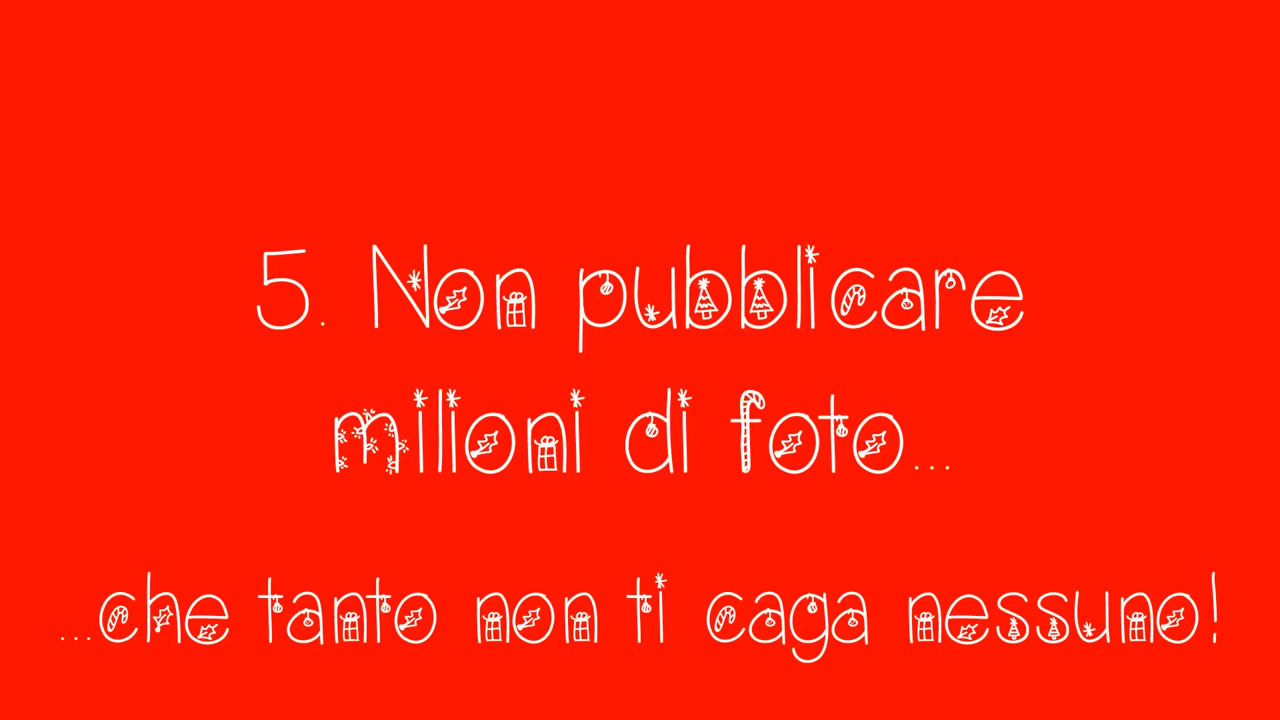 5. Non pubblicare
milioni di foto...
...che tanto non ti caga nessuno!